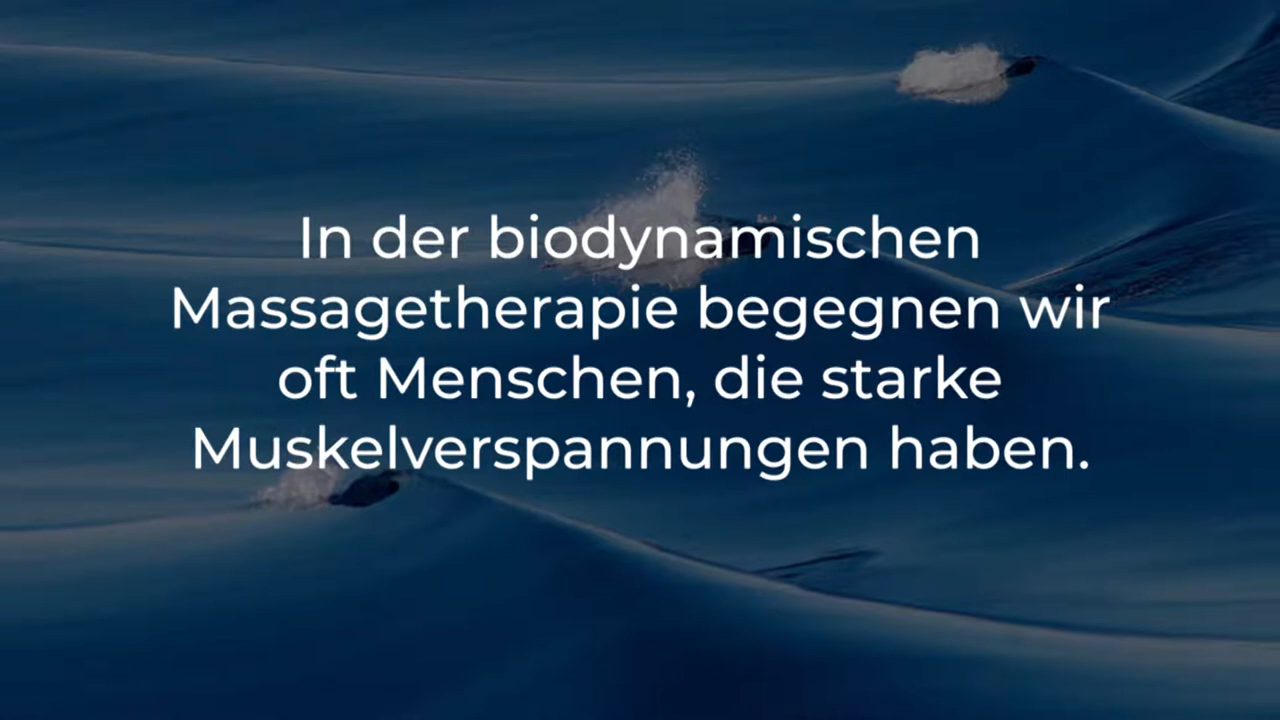 In der biodynamischen
Massagetherapie begegnen wir
oft Menschen, die starke
Muskelverspannungen haben.